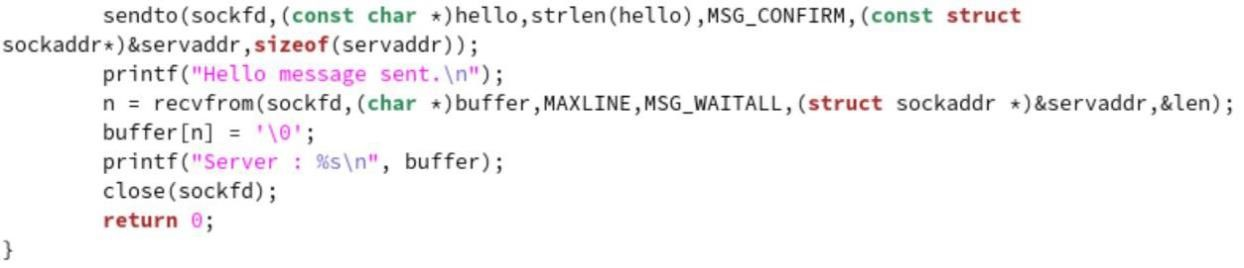 sendto(sockfd,(const char *)hello,strlen(hello),MSG_CONFIRM,(const struct
sockaddr*)&servaddr,sizeof(servaddr));
printf("Hello message sent.\n");
n = recvfrom(sockfd,(char *)buffer,MAXLINE,MSG_WAITALL,(struct sockaddr *)&servaddr,&len);
buffer[n] = '\0';
printf("Server : %s\n", buffer);
close(sockfd);
return 0;
}